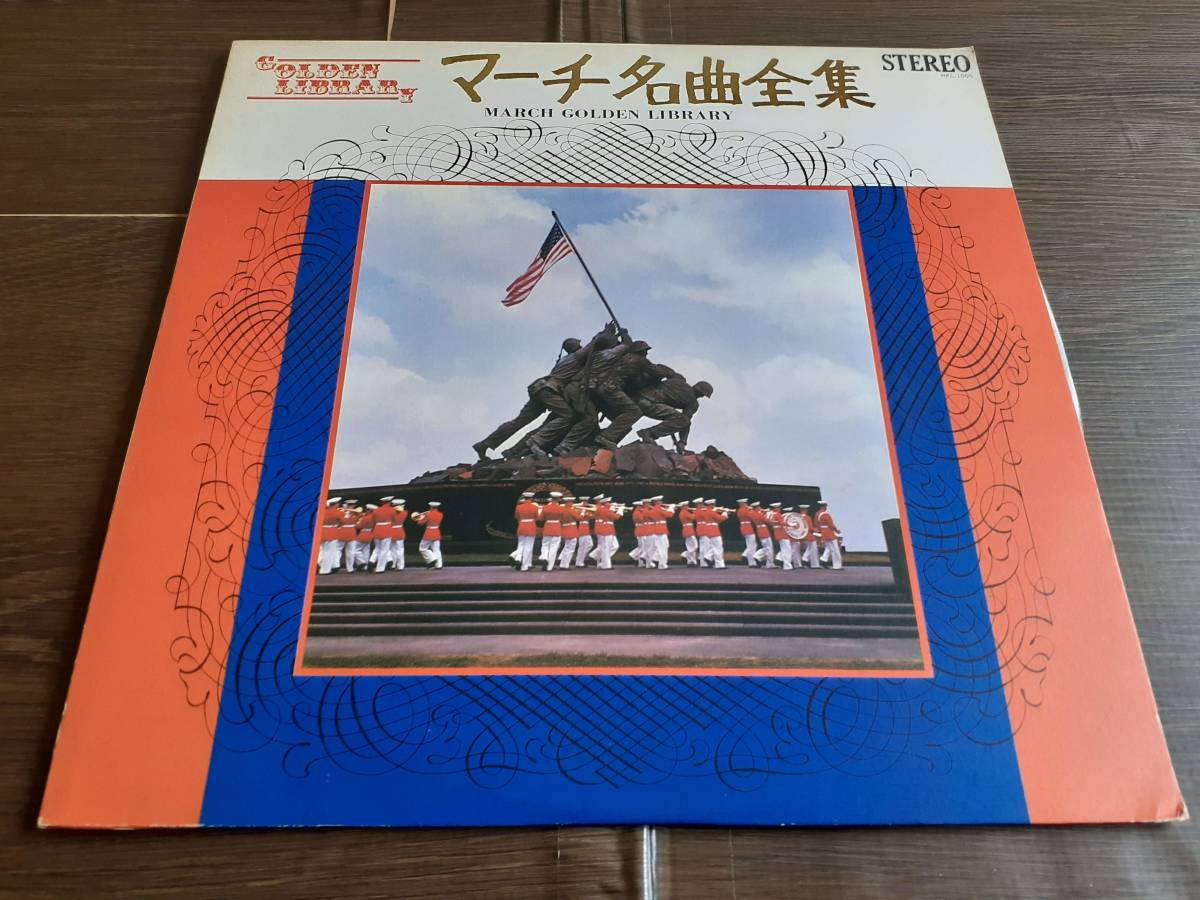 GOLDEN
LIBRARY
マーチ名曲全集
STEREO
MARCH GOLDEN LIBRARY